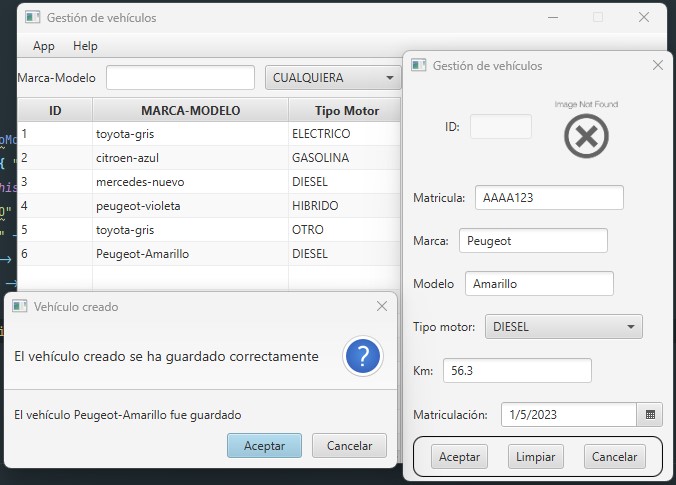 Gestión de vehículos
App Help
Marca-Modelo CUALQUIERA
ID MARCA-MODELO Tipo Motor
1 toyota-gris ELECTRICO
2 citroen-azul GASOLINA
3 mercedes-nuevo DIESEL
4 peugeot-violeta HIBRIDO
5 toyota-gris OTRO
6 Peugeot-Amarillo DIESEL
Vehículo creado
El vehículo creado se ha guardado correctamente
?
El vehículo Peugeot-Amarillo fue guardado
Aceptar Cancelar
Gestión de vehículos
Image Not Found
ID:
Matricula: AAAA123
Marca: Peugeot
Modelo Amarillo
Tipo motor: DIESEL
Km: 56.3
Matriculación: 1/5/2023
Aceptar Limpiar Cancelar